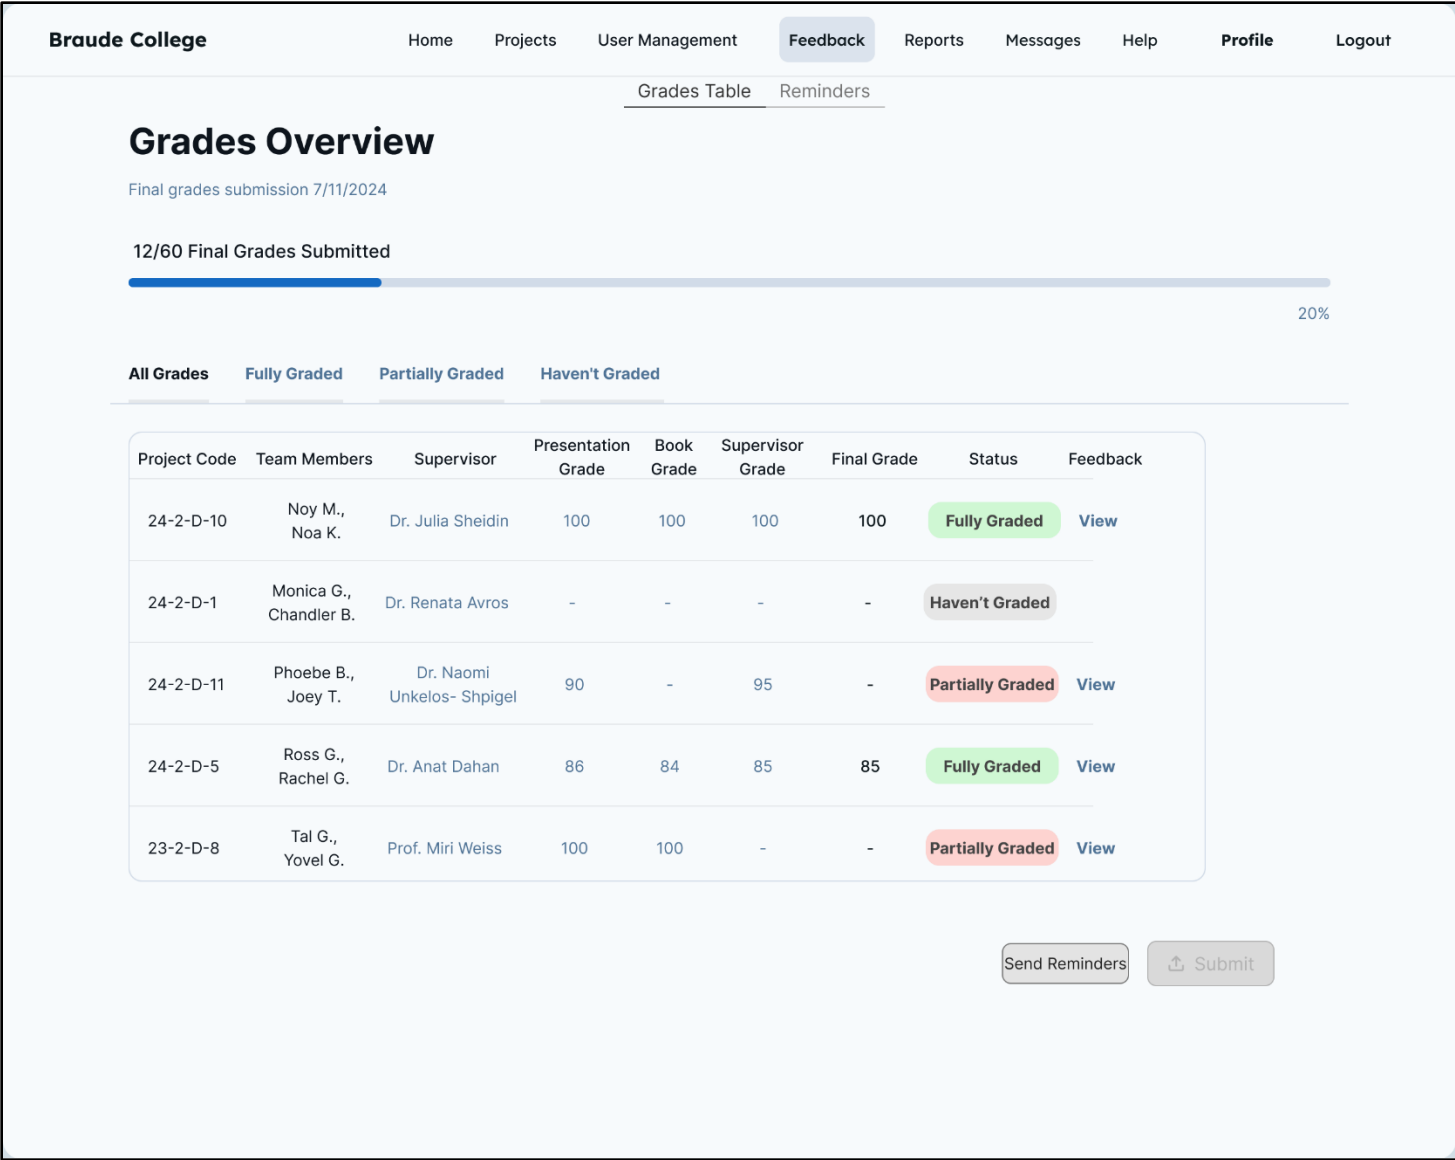 Braude College Home Projects User Management Feedback Reports Messages Help Profile Logout
Grades Table Reminders
Grades Overview
Final grades submission 7/11/2024
12/60 Final Grades Submitted
20%
All Grades Fully Graded Partially Graded Haven't Graded
Project Code Team Members Supervisor Presentation Grade Book Grade Supervisor Grade Final Grade Status Feedback
24-2-D-10 Noy M., Noa K. Dr. Julia Sheidin 100 100 100 100 Fully Graded View
24-2-D-1 Monica G., Chandler B. Dr. Renata Avros - - - - Haven’t Graded
24-2-D-11 Phoebe B., Joey T. Dr. Naomi Unkelos- Shpigel 90 - 95 - Partially Graded View
24-2-D-5 Ross G., Rachel G. Dr. Anat Dahan 86 84 85 85 Fully Graded View
23-2-D-8 Tal G., Yovel G. Prof. Miri Weiss 100 100 - - Partially Graded View
Send Reminders Submit